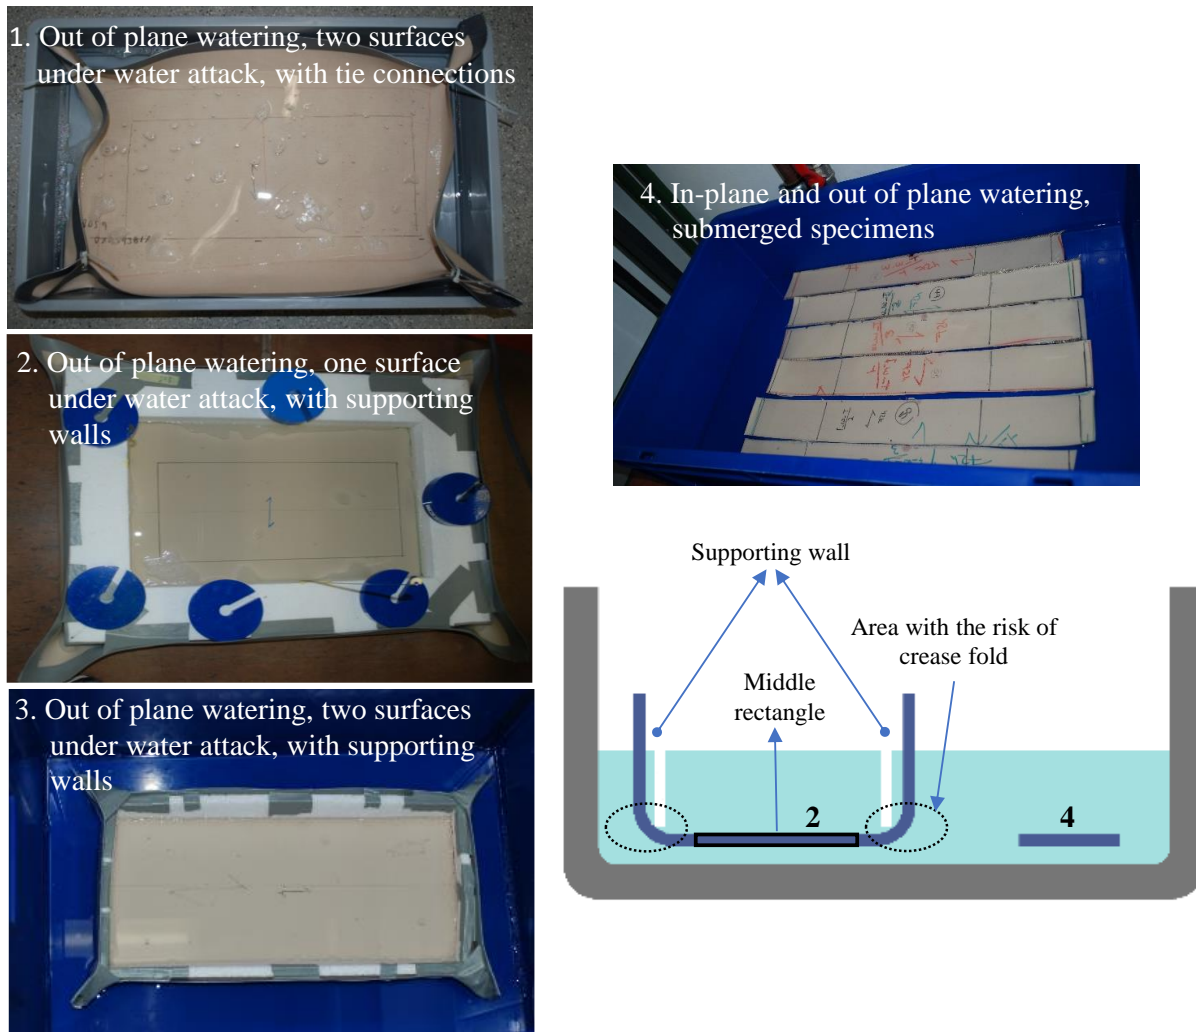 1. Out of plane watering, two surfaces
under water attack, with tie connections
2. Out of plane watering, one surface
under water attack, with supporting
walls
1
3. Out of plane watering, two surfaces
under water attack, with supporting
walls
4. In-plane and out of plane watering,
submerged specimens
Supporting wall
Area with the risk of
crease fold
Middle
rectangle
2
4